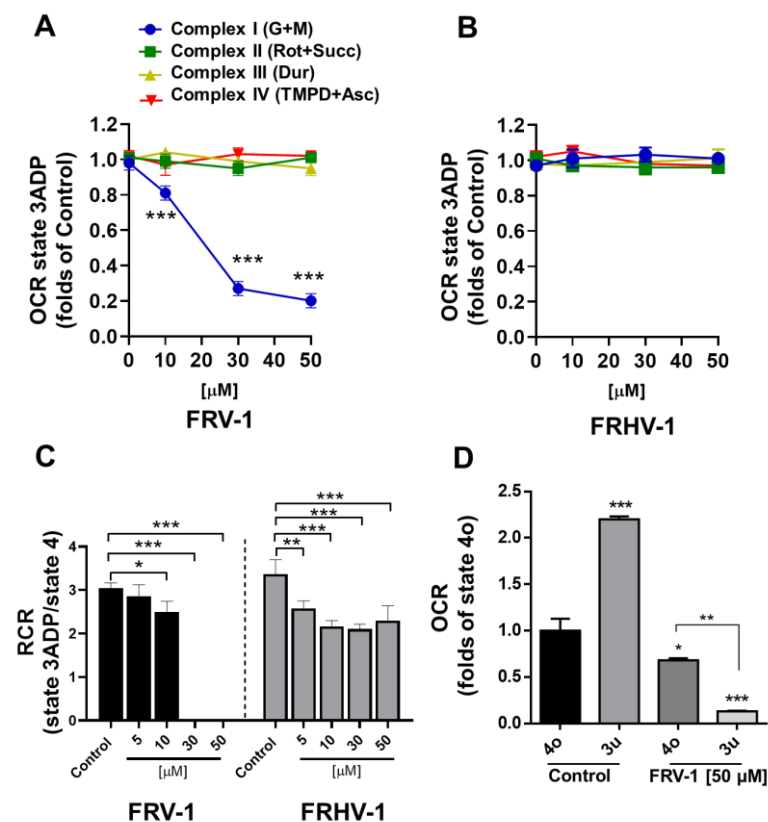 A
Complex I (G+M)
Complex II (Rot+Succ)
Complex III (Dur)
Complex IV (TMPD+Asc)
OCR state 3ADP
(folds of Control)
1.2
1.0
0.8
0.6
0.4
0.2
0.0
***
***
***
0 10 20 30 40 50
[µM]
FRV-1
B
OCR state 3ADP
(folds of Control)
1.2
1.0
0.8
0.6
0.4
0.2
0.0
0 10 20 30 40 50
[µM]
FRHV-1
C
RCR
(state 3ADP/state 4)
4
3
2
1
0
***
***
*
***
***
***
**
Control 5 10 30 50
[µM]
FRV-1
Control 5 10 30 50
[µM]
FRHV-1
D
OCR
(folds of state 4o)
2.5
2.0
1.5
1.0
0.5
0.0
***
**
*
***
4o 3u 4o 3u
Control FRV-1 [50 µM]